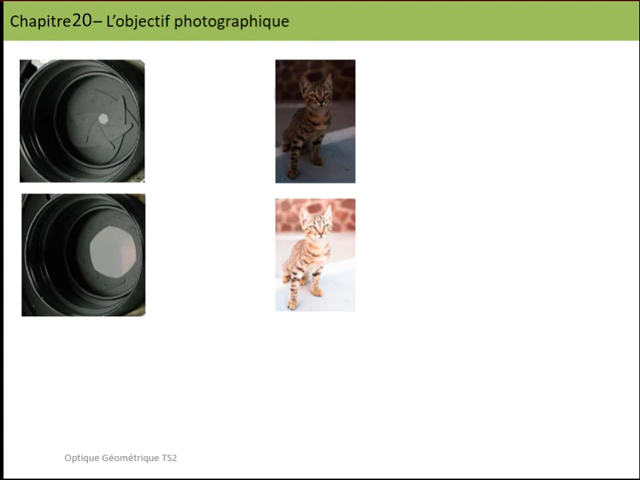 Chapitre20– L’objectif photographique
Optique Géométrique TS2